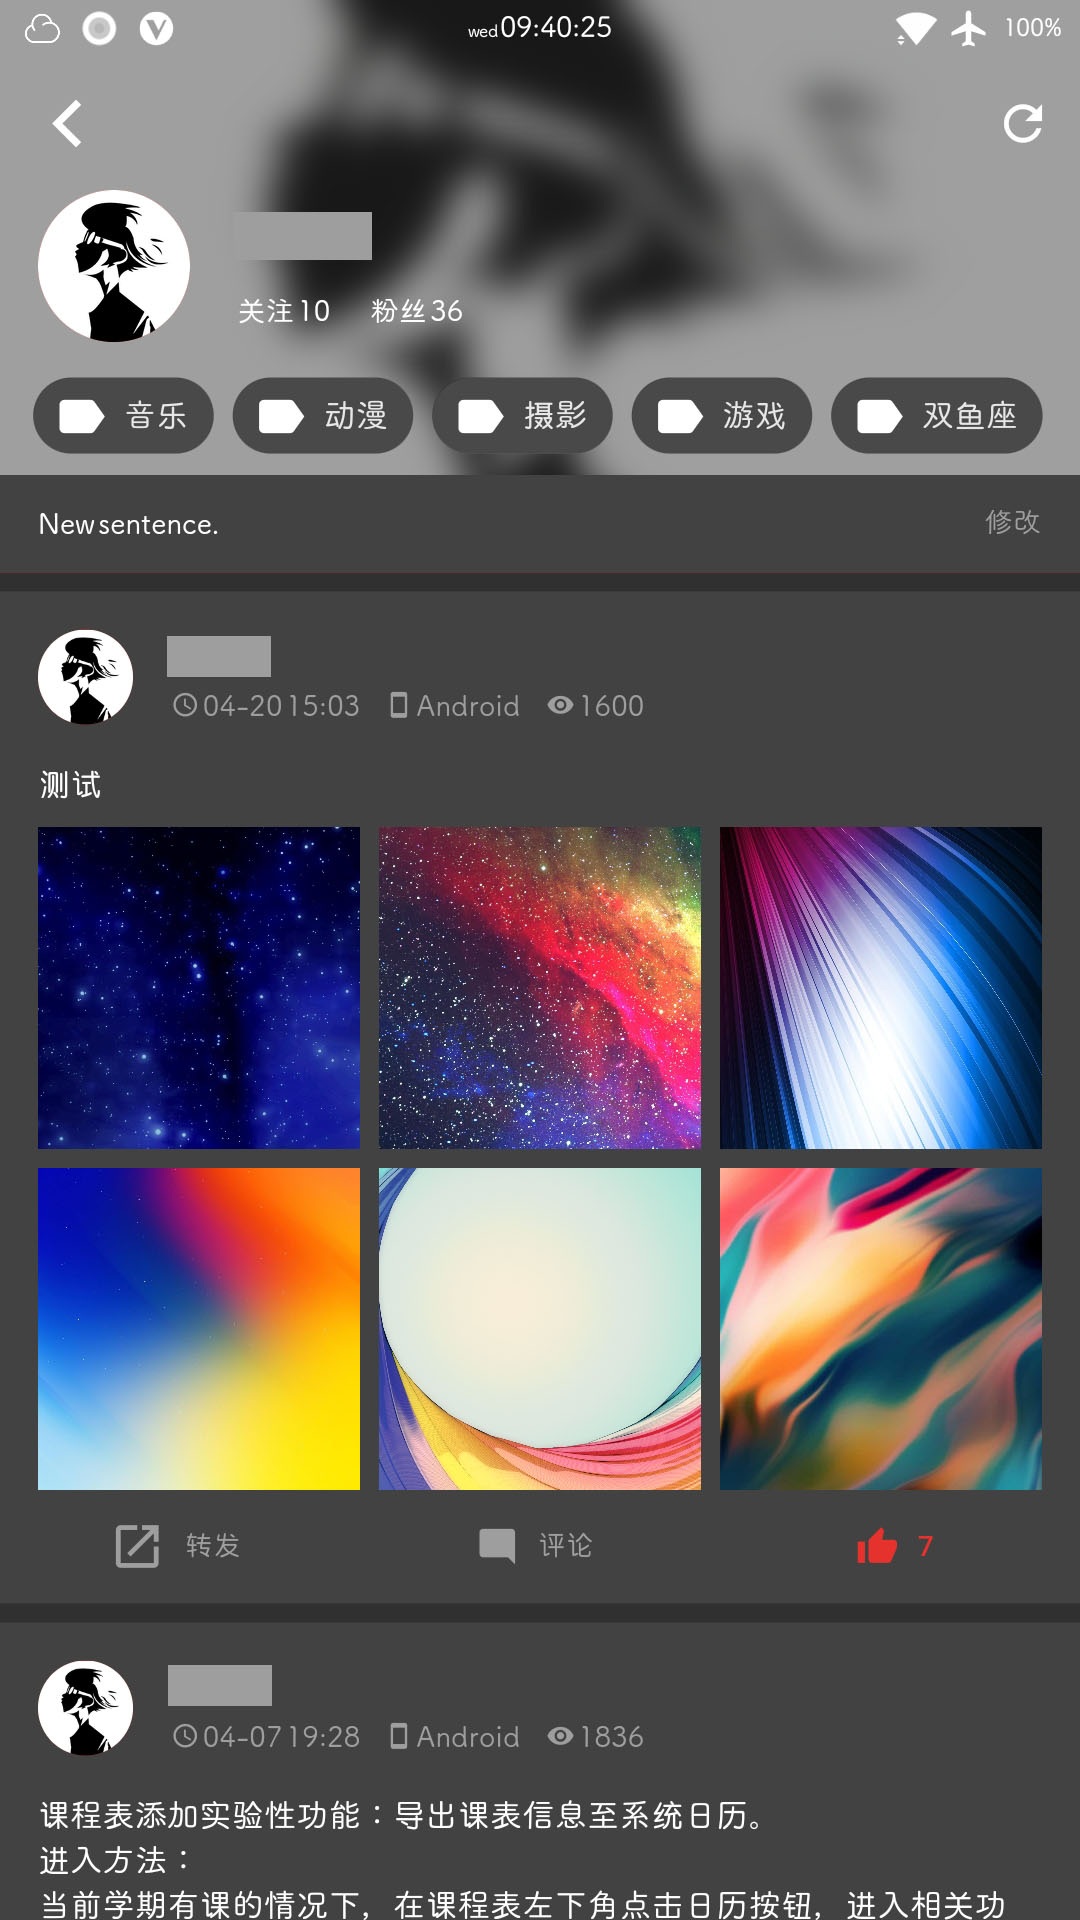 wed 09:40:25 100%
关注 10 粉丝 36
音乐 动漫 摄影 游戏 双鱼座
New sentence. 修改
04-20 15:03 Android 1600
测试
转发 评论 7
04-07 19:28 Android 1836
课程表添加实验性功能：导出课表信息至系统日历。
进入方法：
当前学期有课的情况下，在课程表左下角点击日历按钮，进入相关功